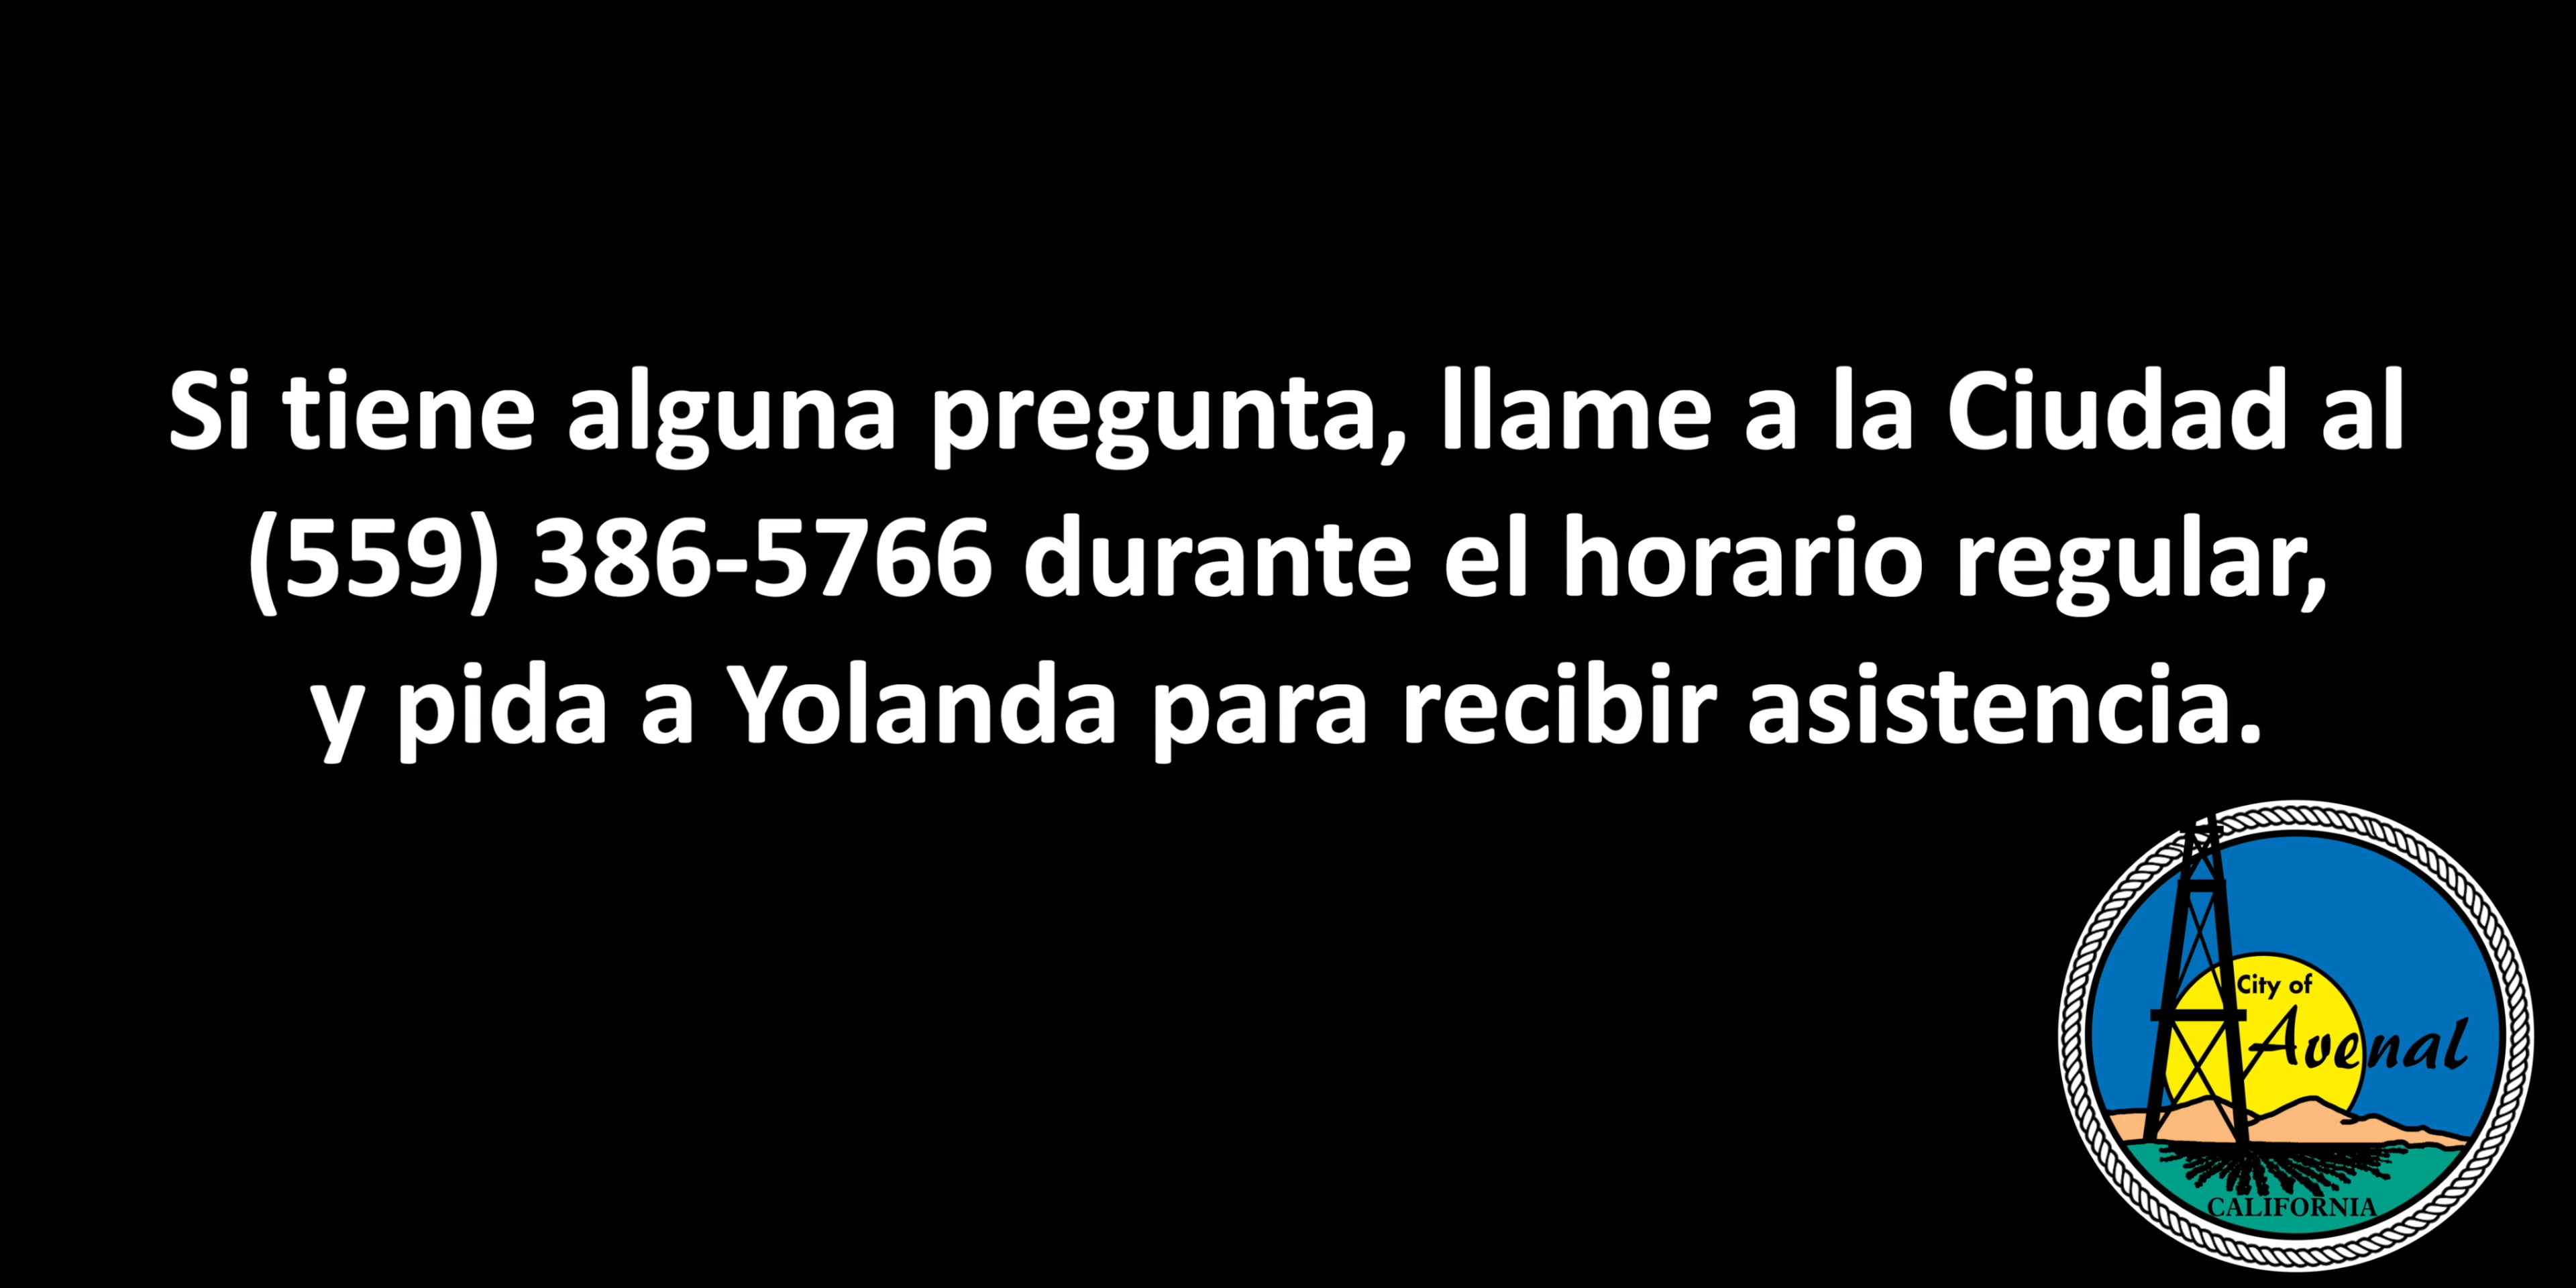 Si tiene alguna pregunta, llame a la Ciudad al
(559) 386-5766 durante el horario regular,
y pida a Yolanda para recibir asistencia.
City of
Avenal
CALIFORNIA